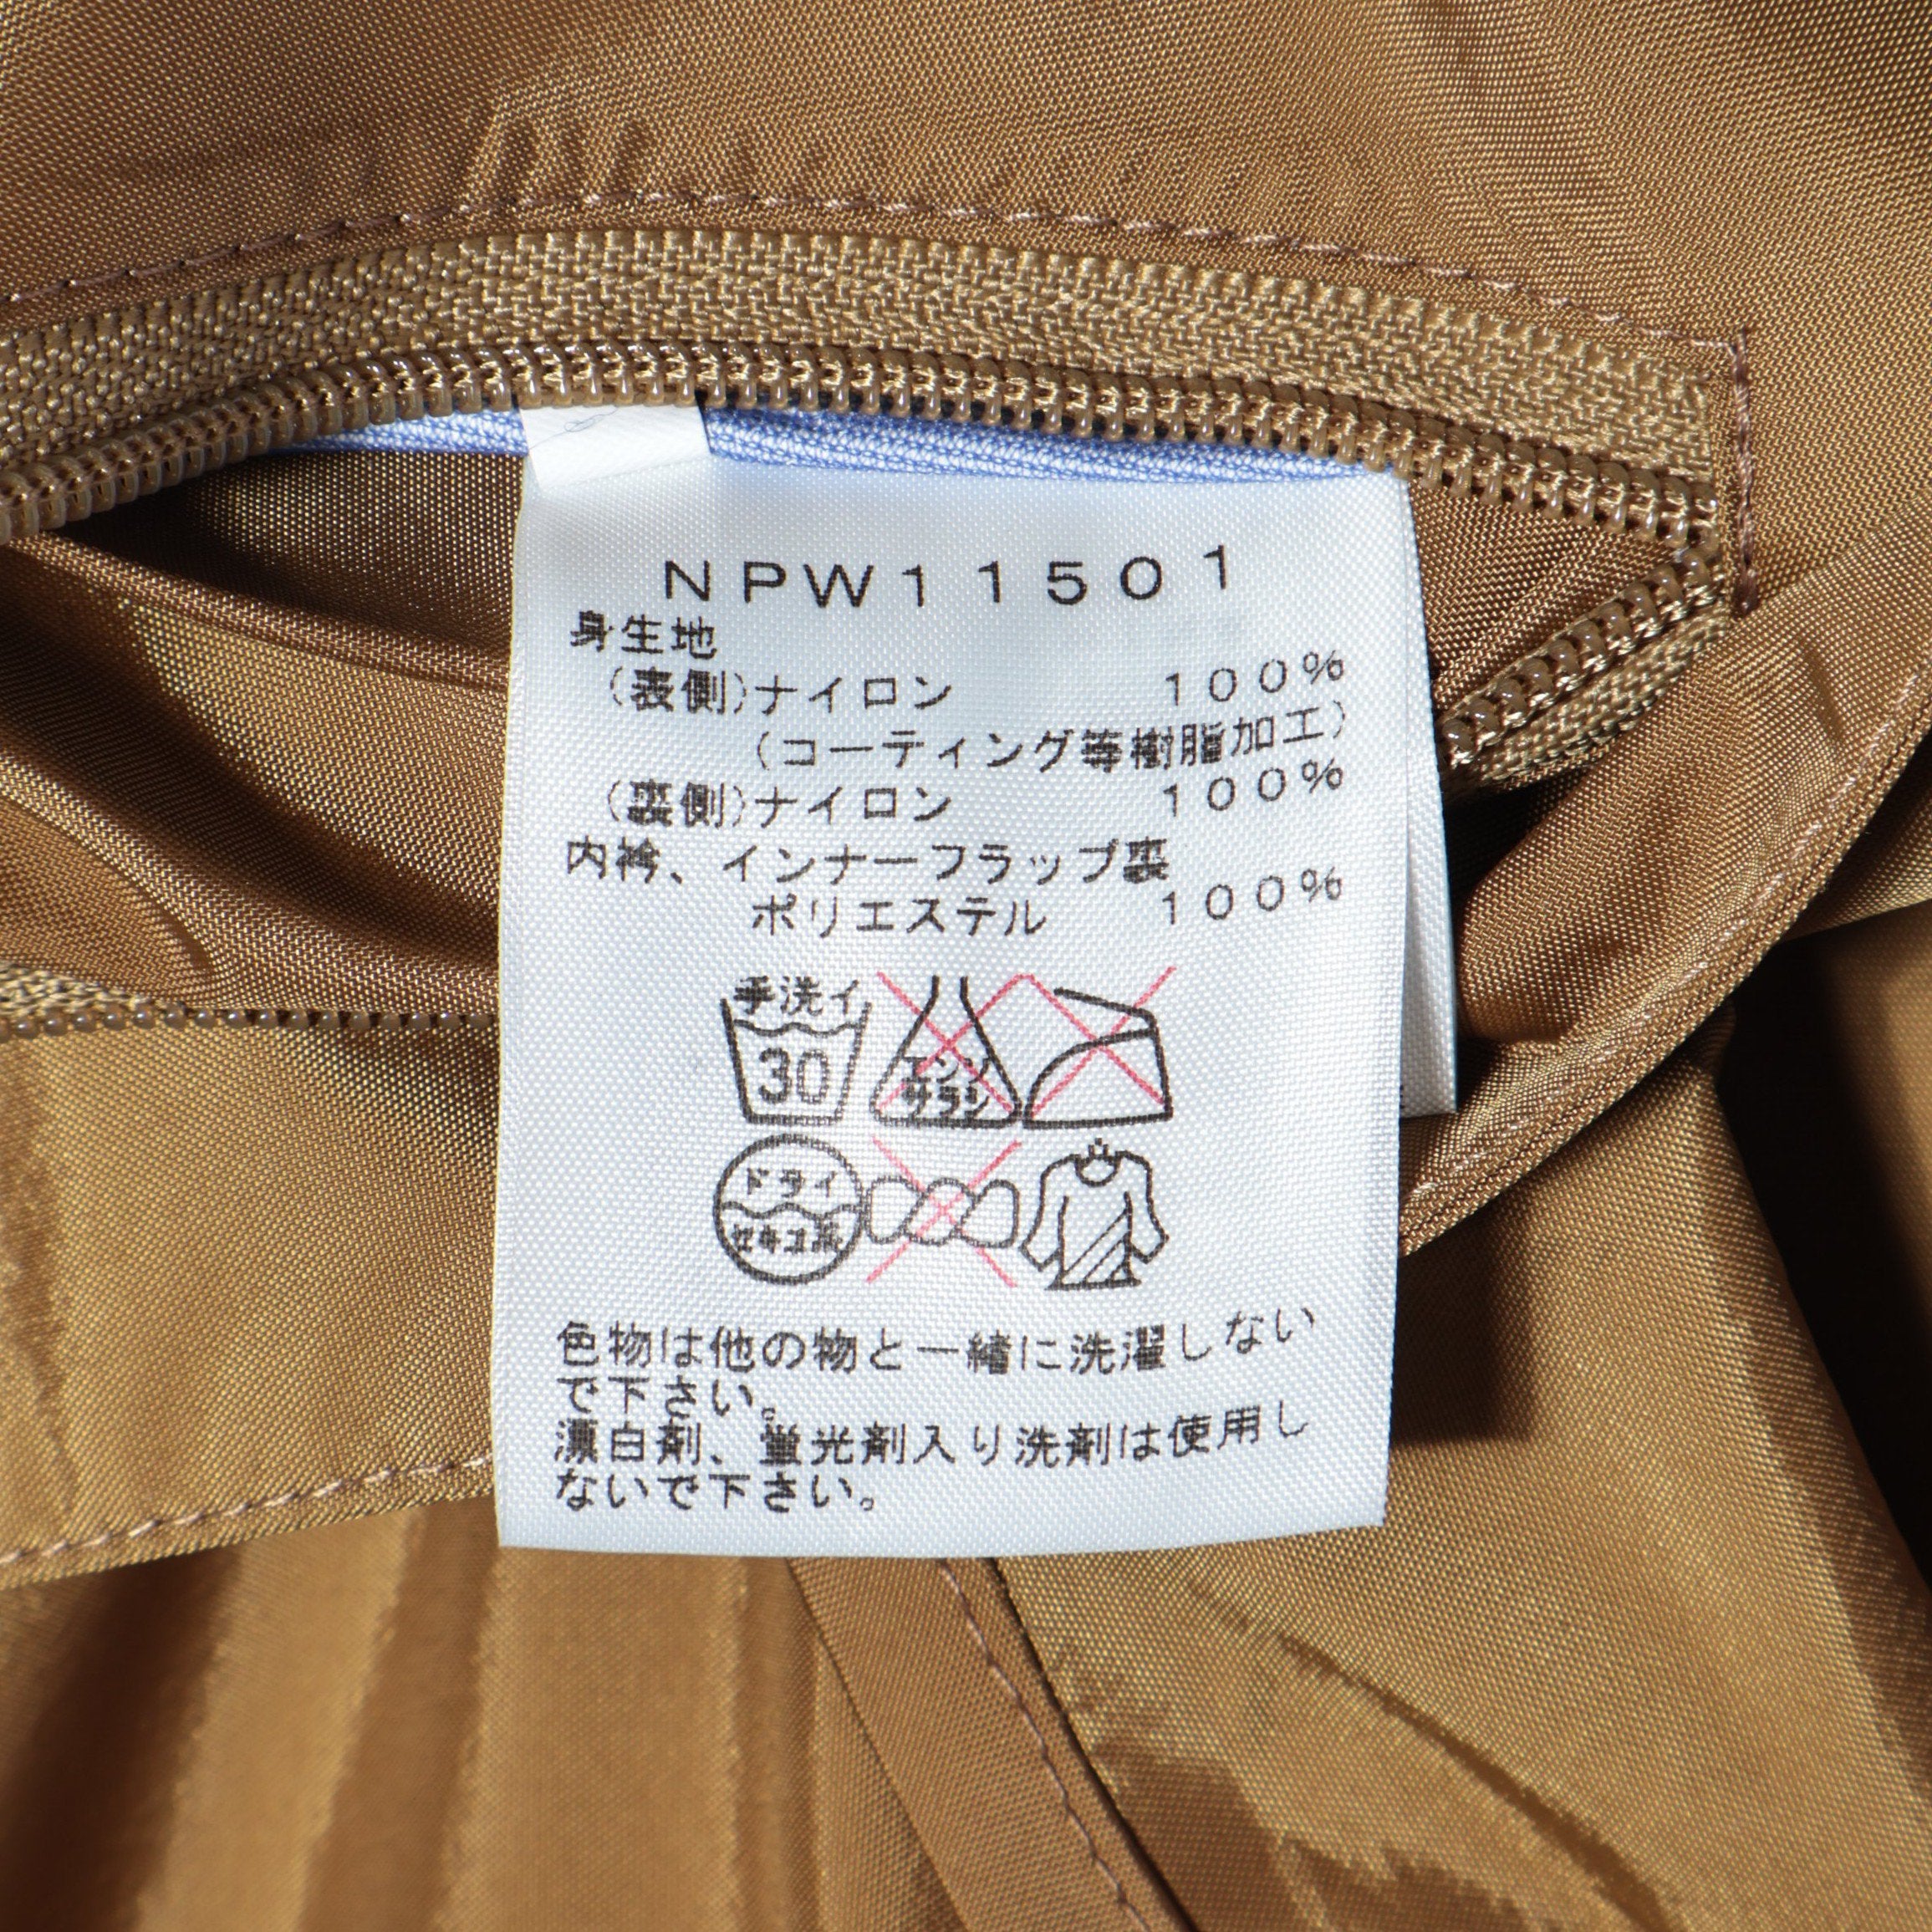 NPW11501
身生地
(表側)ナイロン 100%
(コーティング等樹脂加工)
(裏側)ナイロン 100%
内衿、インナーフラップ裏
ポリエステル 100%
手洗イ
30
エンソ
サラシ
ドライ
セキユ系
色物は他の物と一緒に洗濯しない
で下さい。
漂白剤、蛍光剤入り洗剤は使用し
ないで下さい。